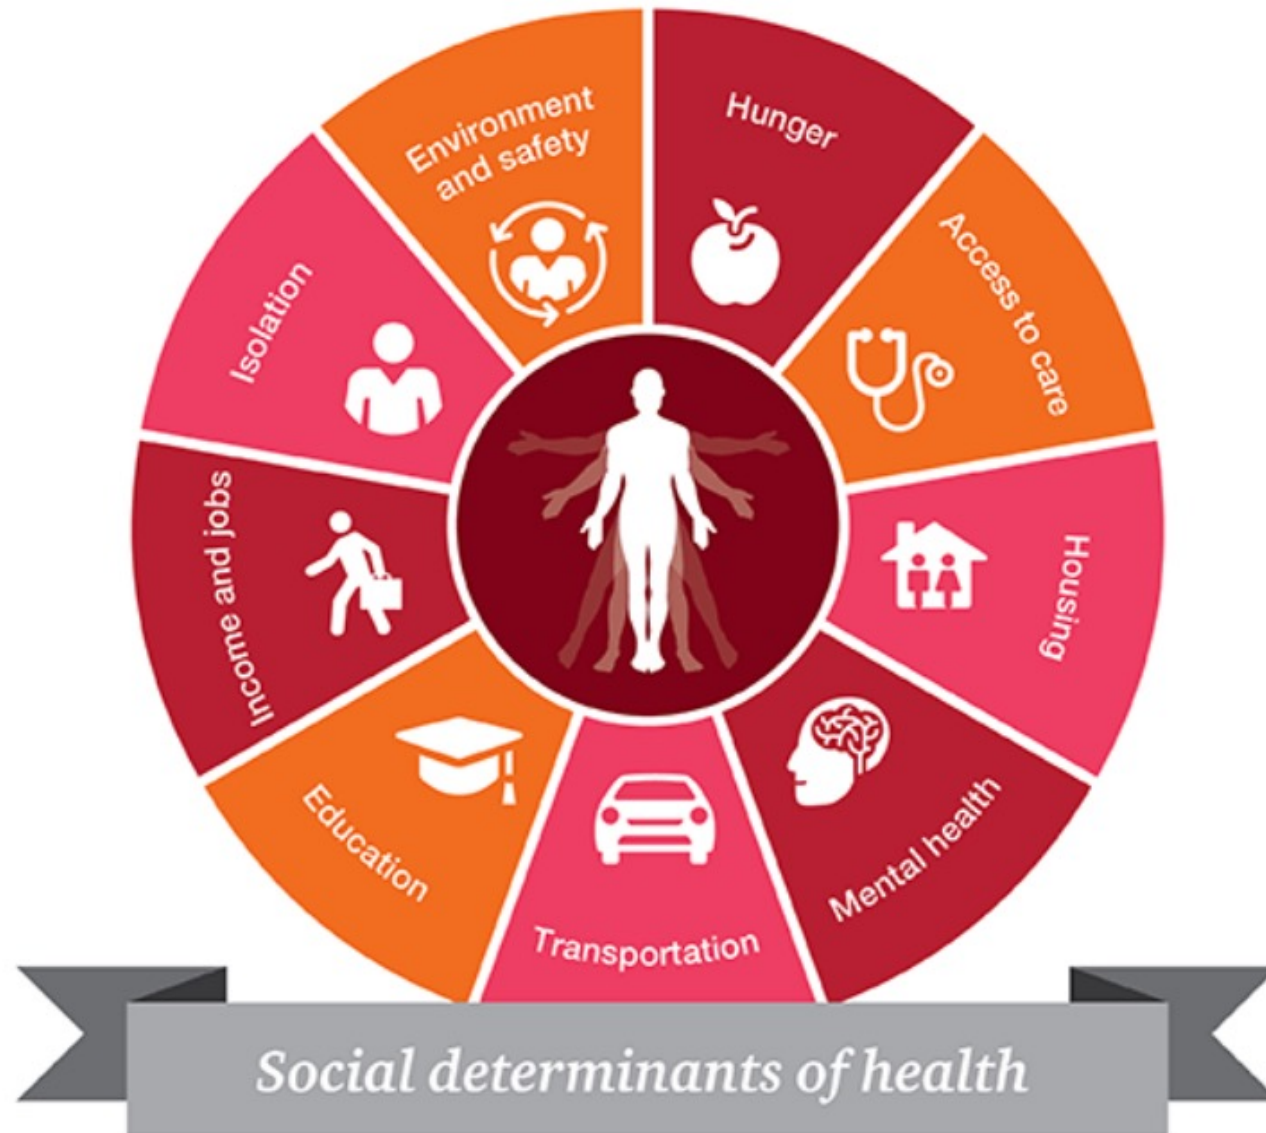 Environment
and safety
Hunger
Access to care
Housing
Mental health
Transportation
Education
Income and jobs
Isolation
Social determinants of health